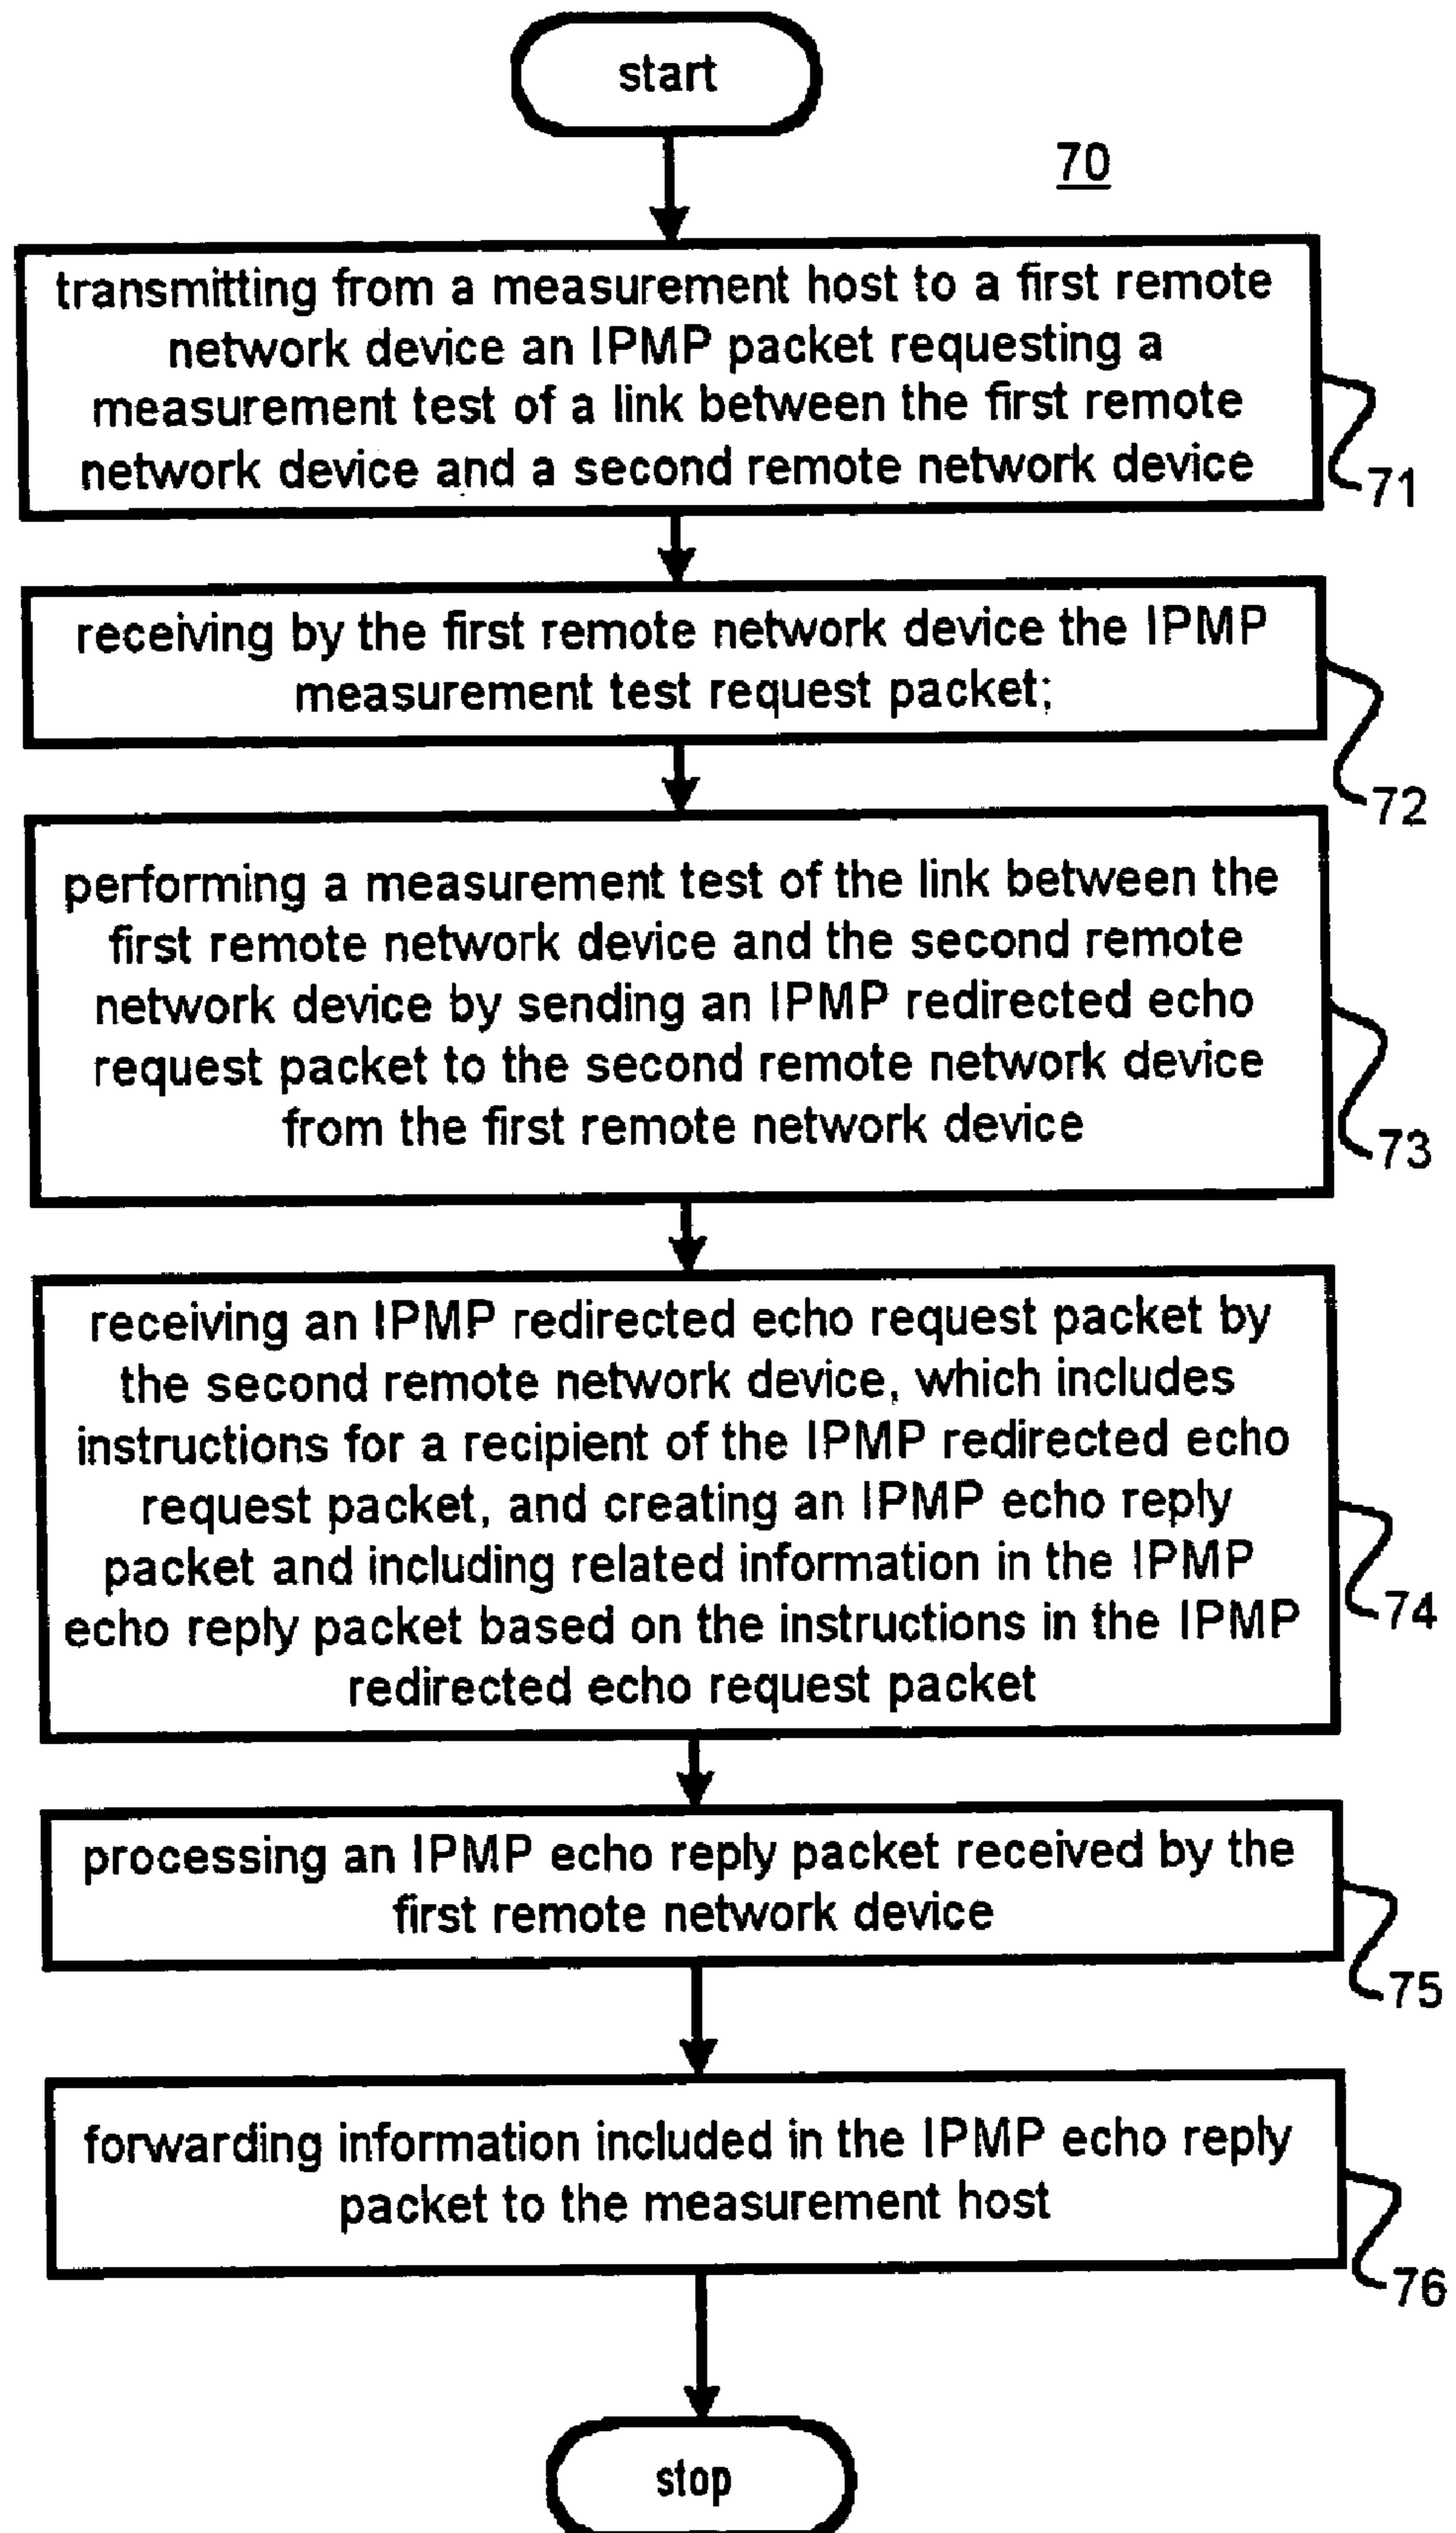 start
70
transmitting from a measurement host to a first remote
network device an IPMP packet requesting a
measurement test of a link between the first remote
network device and a second remote network device
71
receiving by the first remote network device the IPMP
measurement test request packet;
72
performing a measurement test of the link between the
first remote network device and the second remote
network device by sending an IPMP redirected echo
request packet to the second remote network device
from the first remote network device
73
receiving an IPMP redirected echo request packet by
the second remote network device, which includes
instructions for a recipient of the IPMP redirected echo
request packet, and creating an IPMP echo reply
packet and including related information in the IPMP
echo reply packet based on the instructions in the IPMP
redirected echo request packet
74
processing an IPMP echo reply packet received by the
first remote network device
75
forwarding information included in the IPMP echo reply
packet to the measurement host
76
stop